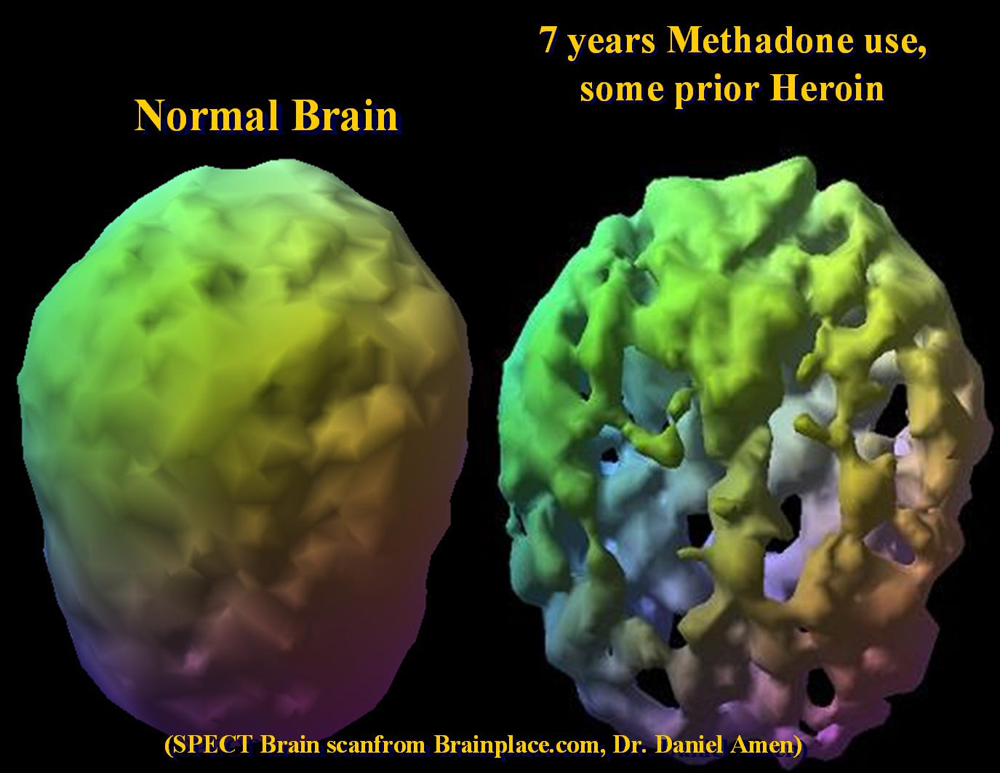 Normal Brain
7 years Methadone use,
some prior Heroin
(SPECT Brain scanfrom Brainplace.com, Dr. Daniel Amen)